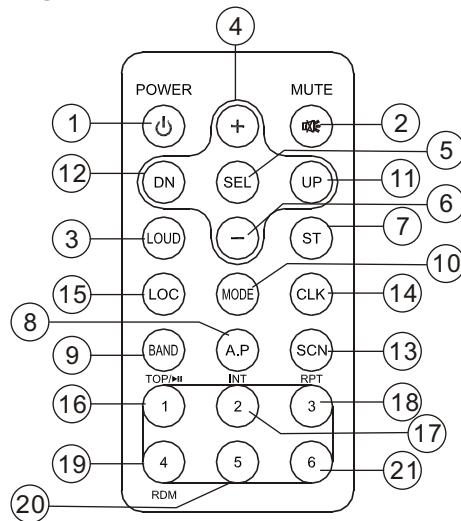 4
POWER MUTE
1 + 2
12 DN SEL UP 5
11
3 LOUD - ST 6
7
15 LOC MODE CLK 10
14
8
9 BAND A.P SCN 13
TOP/⏯ INT RPT
16 1 2 3 18
17
19 4 5 6 21
20 RDM